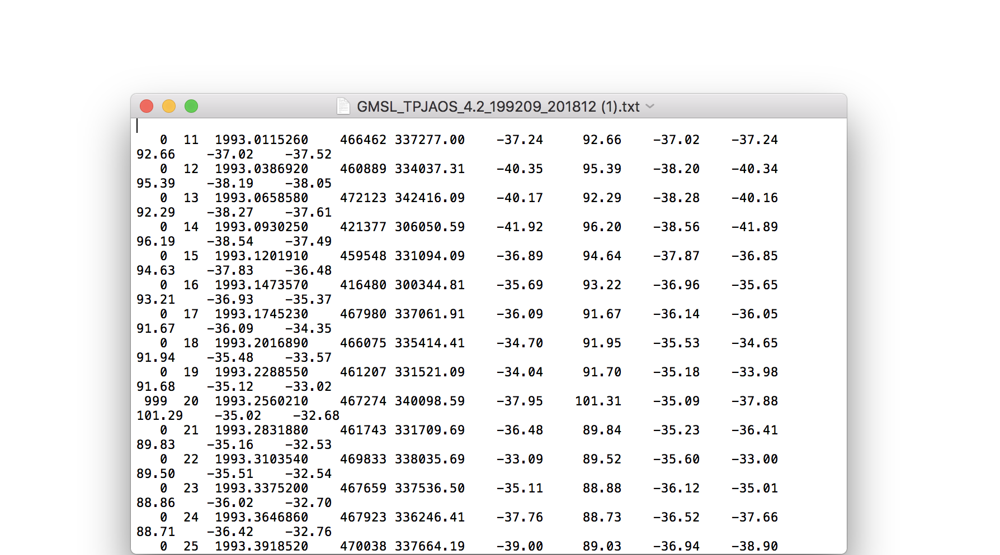 GMSL_TPJAOS_4.2_199209_201812 (1).txt
0 11 1993.0115260 466462 337277.00 -37.24 92.66 -37.02 -37.24
92.66 -37.02 -37.52
0 12 1993.0386920 460889 334037.31 -40.35 95.39 -38.20 -40.34
95.39 -38.19 -38.05
0 13 1993.0658580 472123 342416.09 -40.17 92.29 -38.28 -40.16
92.29 -38.27 -37.61
0 14 1993.0930250 421377 306050.59 -41.92 96.20 -38.56 -41.89
96.19 -38.54 -37.49
0 15 1993.1201910 459548 331094.09 -36.89 94.64 -37.87 -36.85
94.63 -37.83 -36.48
0 16 1993.1473570 416480 300344.81 -35.69 93.22 -36.96 -35.65
93.21 -36.93 -35.37
0 17 1993.1745230 467980 337061.91 -36.09 91.67 -36.14 -36.05
91.67 -36.09 -34.35
0 18 1993.2016890 466075 335414.41 -34.70 91.95 -35.53 -34.65
91.94 -35.48 -33.57
0 19 1993.2288550 461207 331521.09 -34.04 91.70 -35.18 -33.98
91.68 -35.12 -33.02
999 20 1993.2560210 467274 340098.59 -37.95 101.31 -35.09 -37.88
101.29 -35.02 -32.68
0 21 1993.2831880 461743 331709.69 -36.48 89.84 -35.23 -36.41
89.83 -35.16 -32.53
0 22 1993.3103540 469833 338035.69 -33.09 89.52 -35.60 -33.00
89.50 -35.51 -32.54
0 23 1993.3375200 467659 337536.50 -35.11 88.88 -36.12 -35.01
88.86 -36.02 -32.70
0 24 1993.3646860 467923 336246.41 -37.76 88.73 -36.52 -37.66
88.71 -36.42 -32.76
0 25 1993.3918520 470038 337664.19 -39.00 89.03 -36.94 -38.90